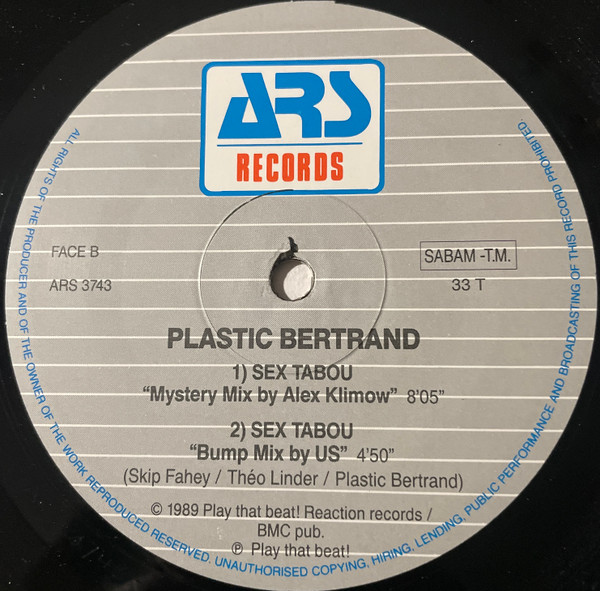 ARS
RECORDS
FACE B
ARS 3743
SABAM -T.M.
33 T
PLASTIC BERTRAND
1) SEX TABOU
“Mystery Mix by Alex Klimow” 8'05”
2) SEX TABOU
“Bump Mix by US” 4'50”
(Skip Fahey / Théo Linder / Plastic Bertrand)
© 1989 Play that beat! Reaction records /
BMC pub.
℗ Play that beat!
ALL RIGHTS OF THE PRODUCER AND OF THE OWNER OF THE WORK REPRODUCED RESERVED. UNAUTHORISED COPYING, HIRING, LENDING, PUBLIC PERFORMANCE AND BROADCASTING OF THIS RECORD PROHIBITED.